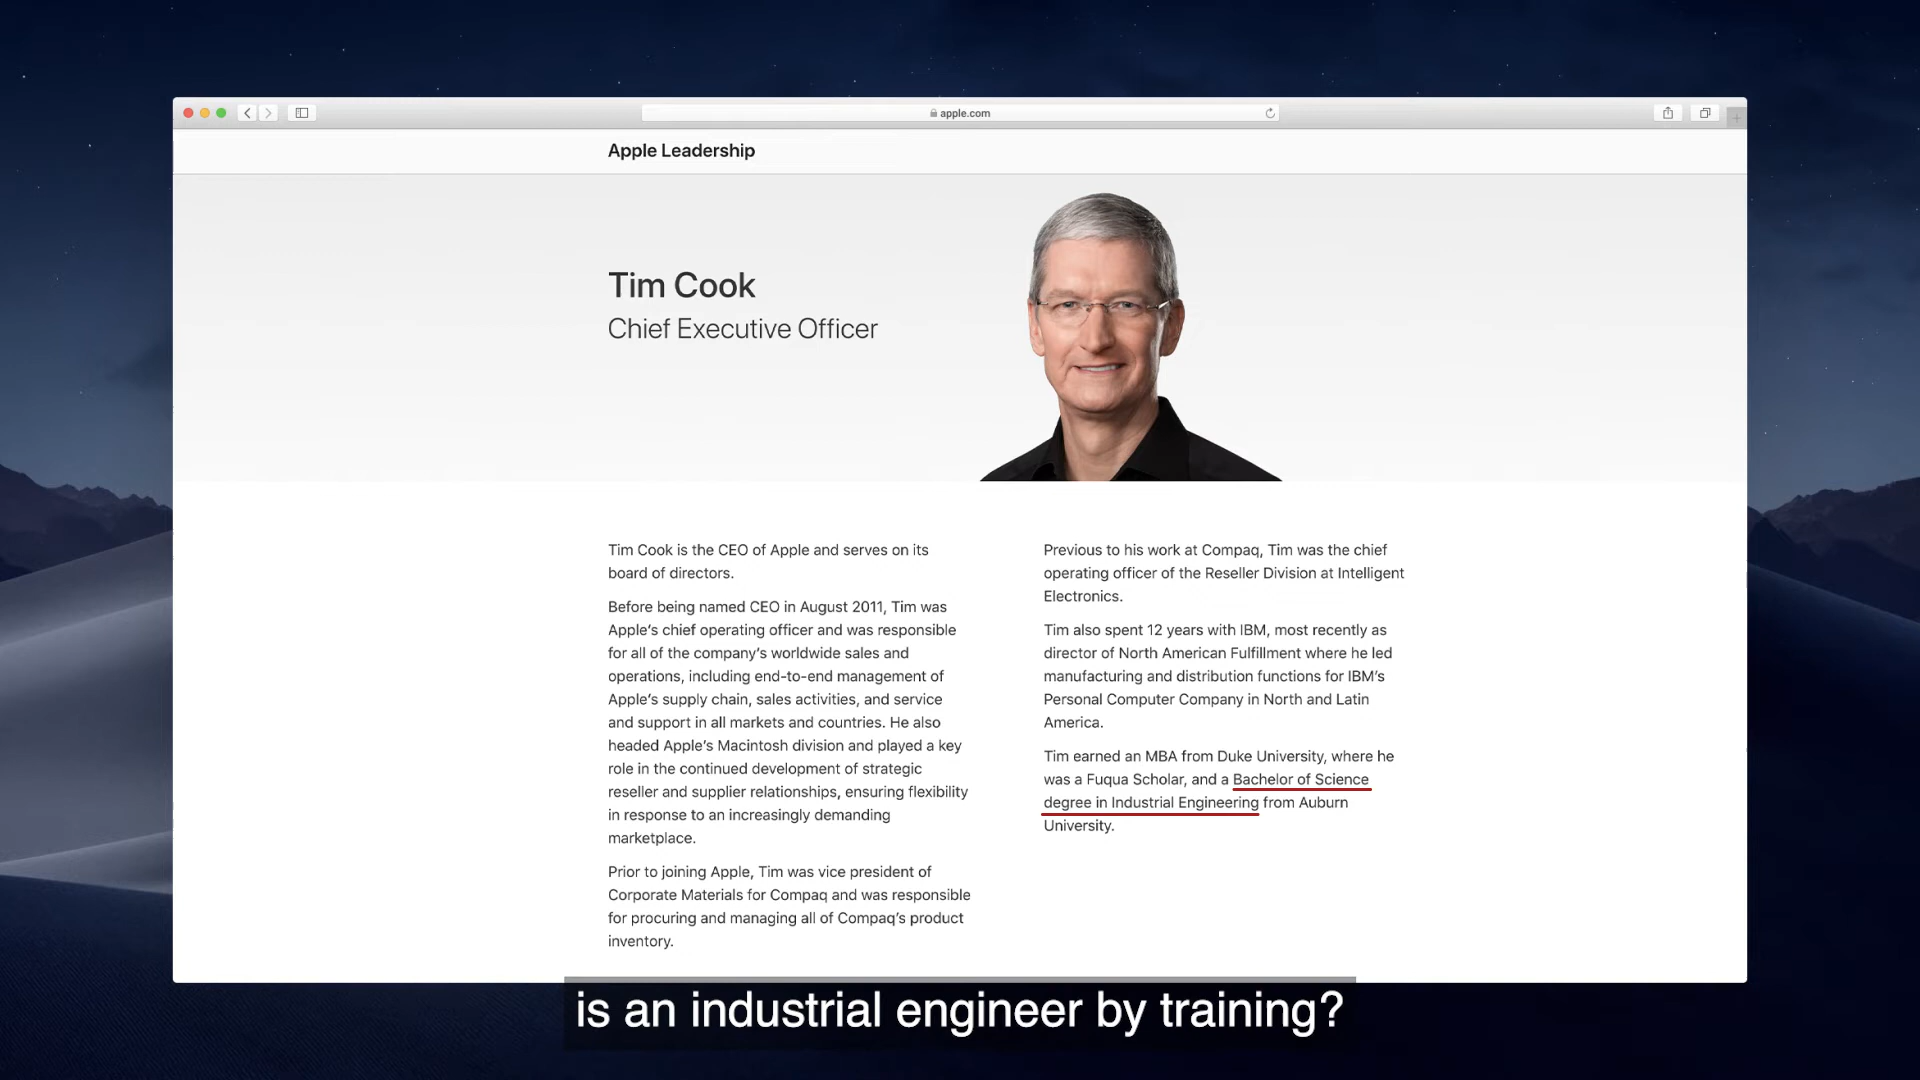 apple.com
Apple Leadership
Tim Cook
Chief Executive Officer
Tim Cook is the CEO of Apple and serves on its
board of directors.
Before being named CEO in August 2011, Tim was
Apple’s chief operating officer and was responsible
for all of the company’s worldwide sales and
operations, including end-to-end management of
Apple’s supply chain, sales activities, and service
and support in all markets and countries. He also
headed Apple’s Macintosh division and played a key
role in the continued development of strategic
reseller and supplier relationships, ensuring flexibility
in response to an increasingly demanding
marketplace.
Prior to joining Apple, Tim was vice president of
Corporate Materials for Compaq and was responsible
for procuring and managing all of Compaq’s product
inventory.
Previous to his work at Compaq, Tim was the chief
operating officer of the Reseller Division at Intelligent
Electronics.
Tim also spent 12 years with IBM, most recently as
director of North American Fulfillment where he led
manufacturing and distribution functions for IBM’s
Personal Computer Company in North and Latin
America.
Tim earned an MBA from Duke University, where he
was a Fuqua Scholar, and a Bachelor of Science
degree in Industrial Engineering from Auburn
University.
is an industrial engineer by training?